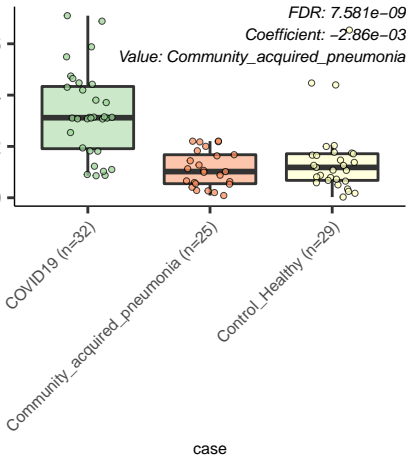 FDR: 7.581e−09
Coefficient: −2.86e−03
Value: Community_acquired_pneumonia
COVID19 (n=32)
Community_acquired_pneumonia (n=25)
Control_Healthy (n=29)
case